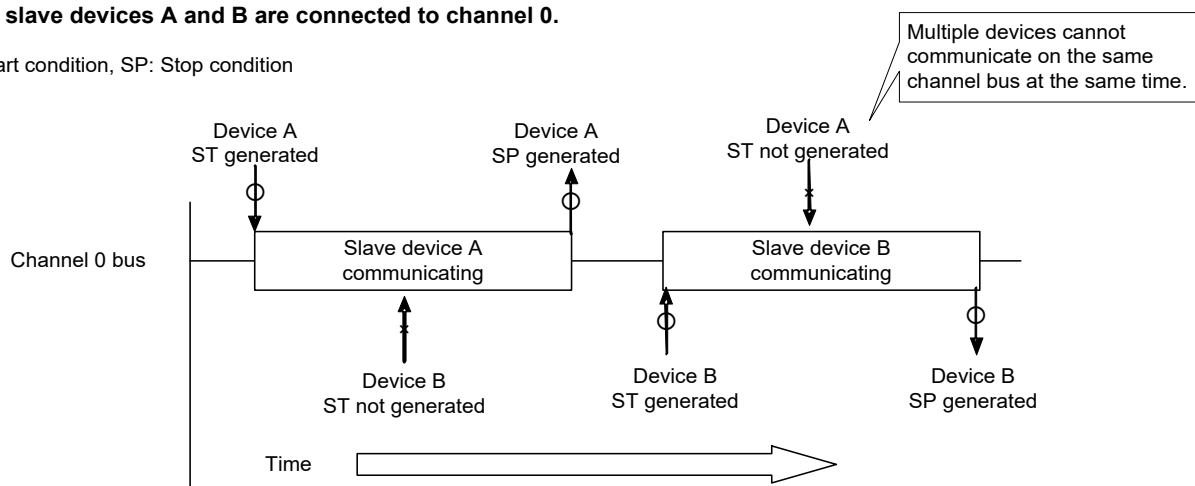 slave devices A and B are connected to channel 0.
art condition, SP: Stop condition
Multiple devices cannot
communicate on the same
channel bus at the same time.
Device A
ST generated
Device A
SP generated
Device A
ST not generated
Channel 0 bus
Slave device A
communicating
Slave device B
communicating
Device B
ST not generated
Device B
ST generated
Device B
SP generated
Time